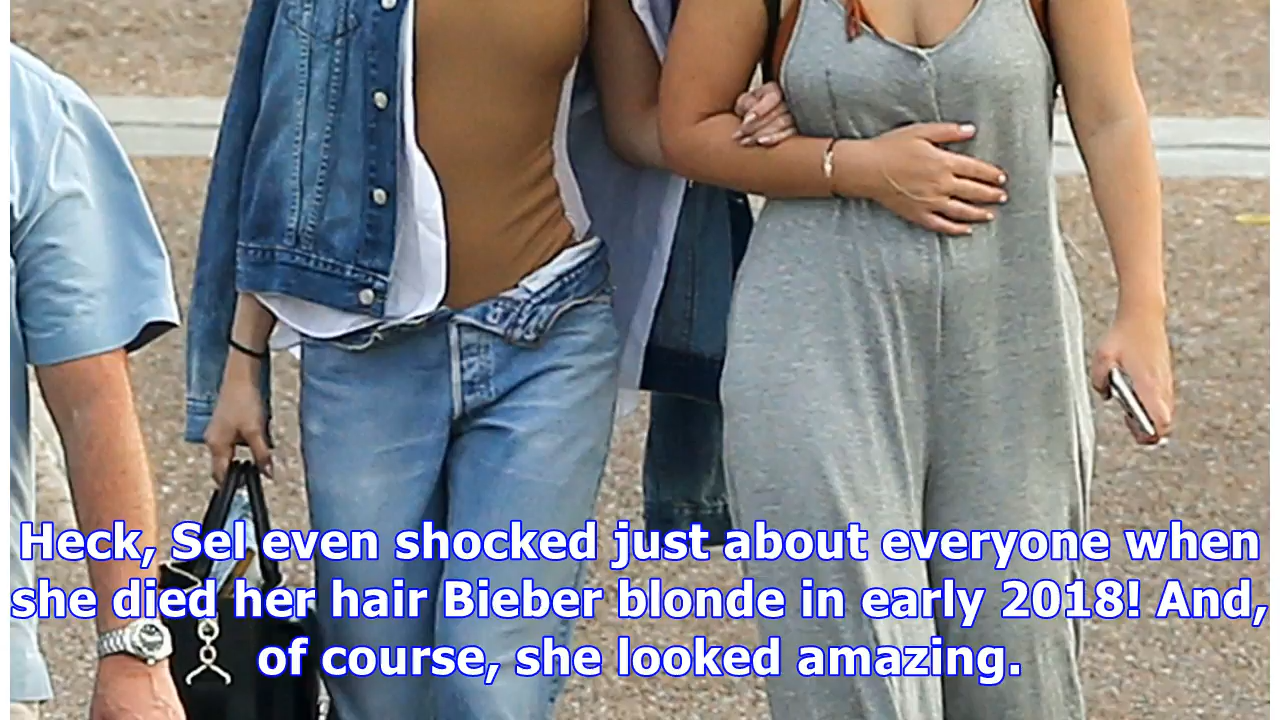 Heck, Sel even shocked just about everyone when
she died her hair Bieber blonde in early 2018! And,
of course, she looked amazing.